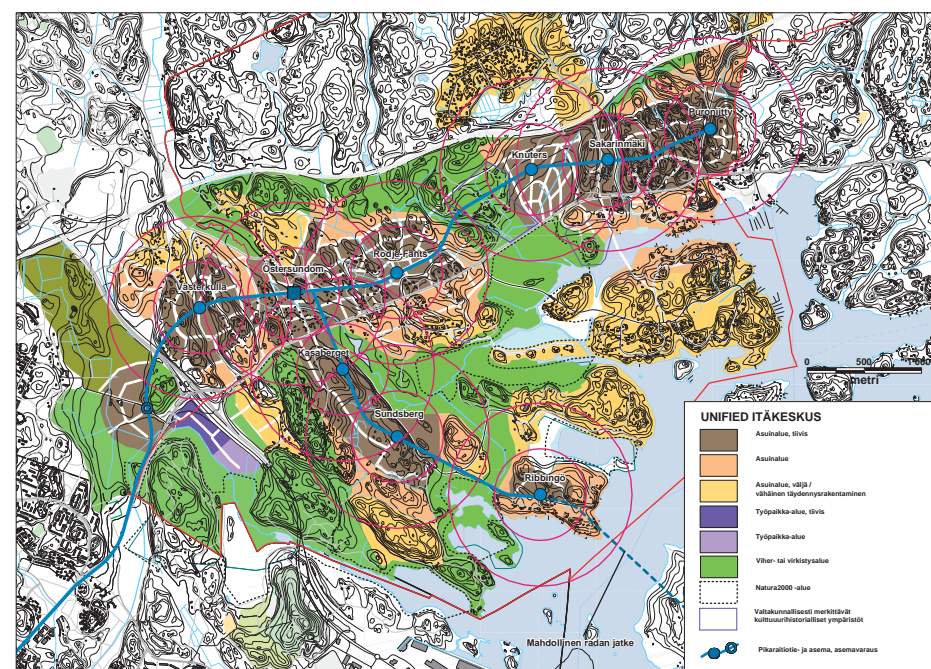 Puroniitty
Sakarinmäki
Knuters
Rödje-Fants
Östersundom
Västerkulla
Kasaberget
Sundsberg
Ribbingö
0 500
metri
UNIFIED ITÄKESKUS
Asuinalue, tiivis
Asuinalue
Asuinalue, väljä /
vähäinen täydennysrakentaminen
Työpaikka-alue, tiivis
Työpaikka-alue
Viher- tai virkistysalue
Natura2000 -alue
Valtakunnallisesti merkittävät
kulttuurihistorialliset ympäristöt
Pikaraitiotie- ja asema, asemavaraus
Mahdollinen radan jatke